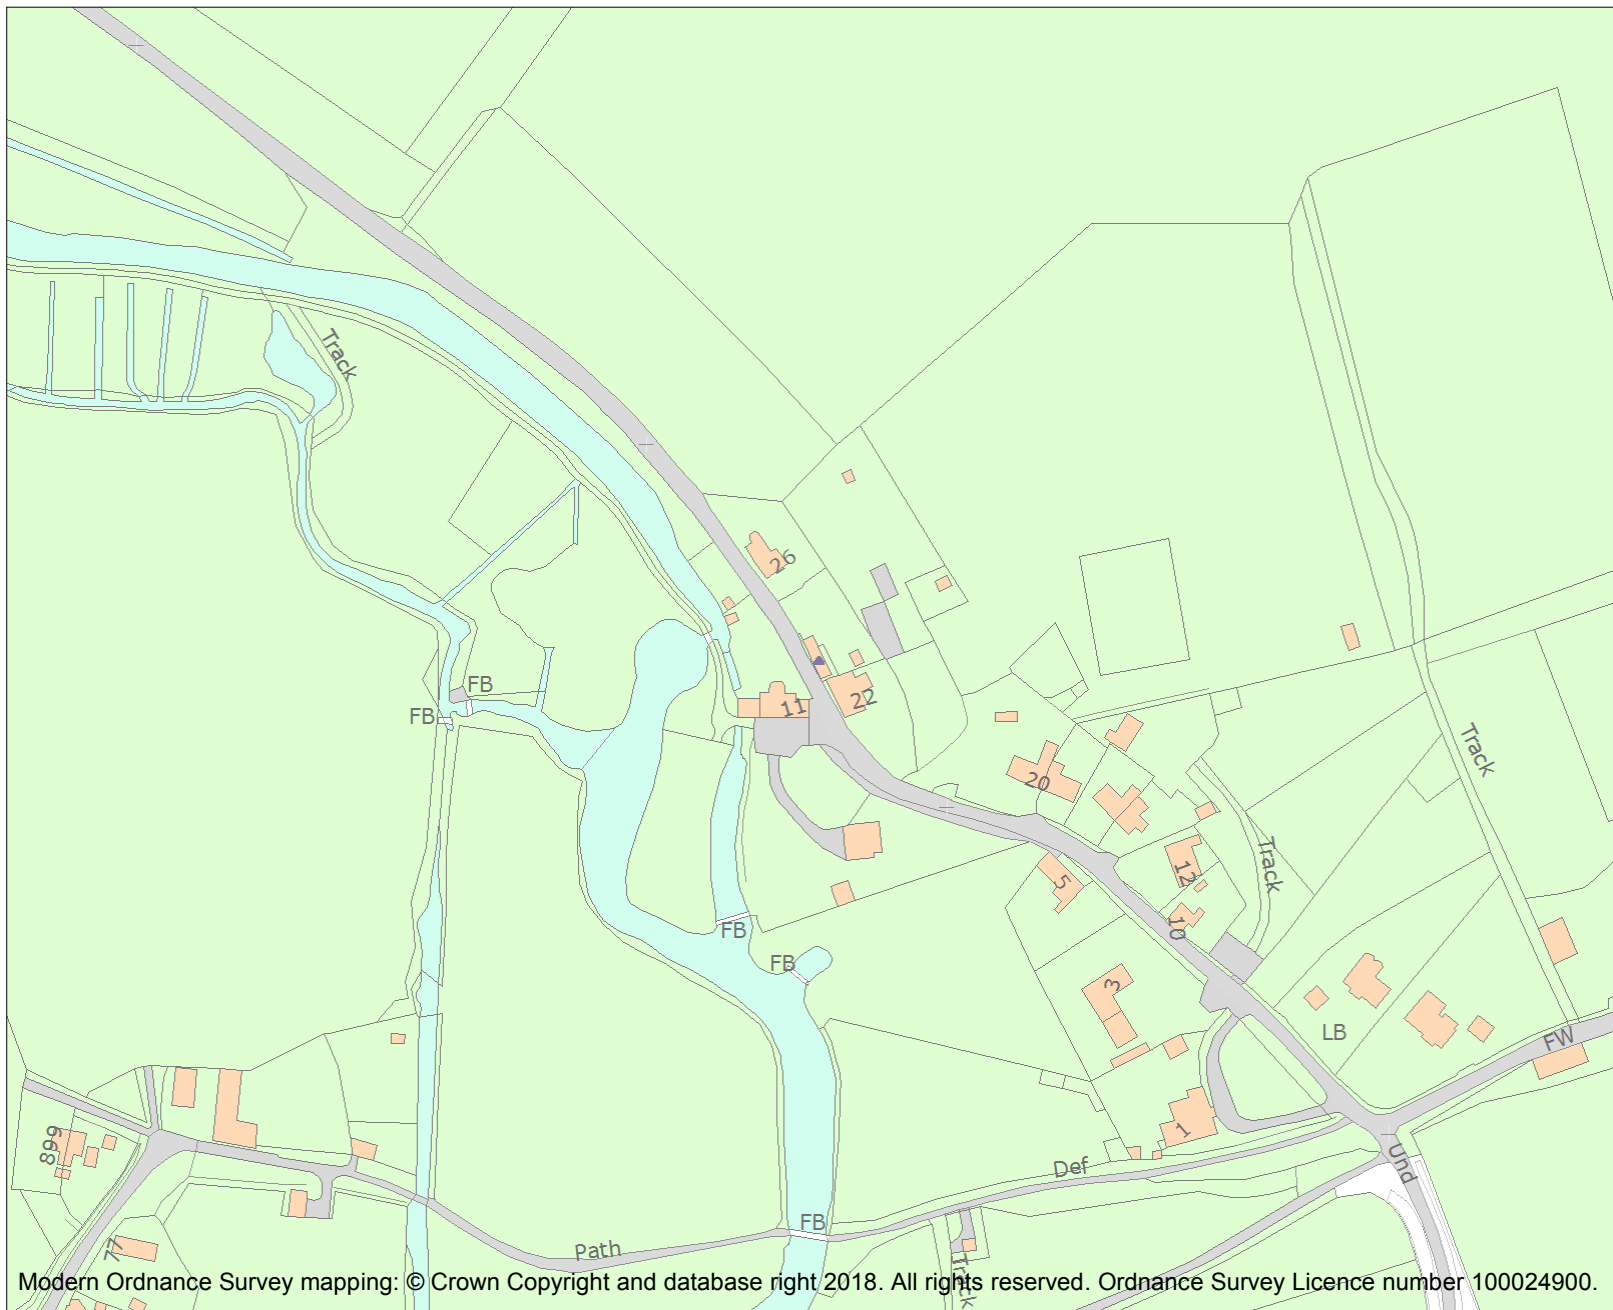 Track
26
FB
FB
11
22
20
Track
5
12
Track
10
FB
FB
3
LB
FW
899
1
Und
Def
FB
77
Path
Track
Modern Ordnance Survey mapping: © Crown Copyright and database right 2018. All rights reserved. Ordnance Survey Licence number 100024900.